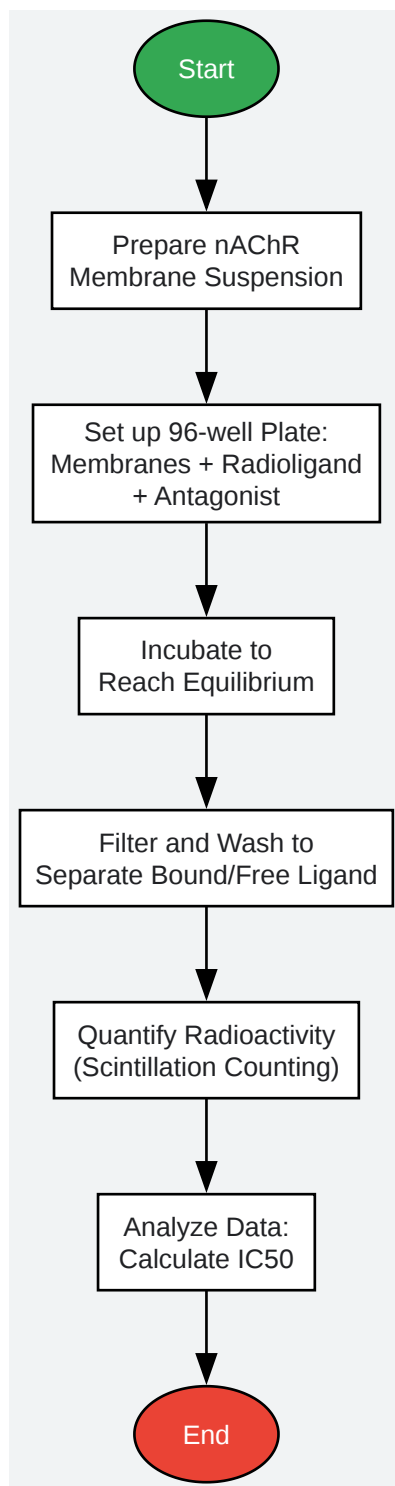 Start
Prepare nAChR
Membrane Suspension
Set up 96-well Plate:
Membranes + Radioligand
+ Antagonist
Incubate to
Reach Equilibrium
Filter and Wash to
Separate Bound/Free Ligand
Quantify Radioactivity
(Scintillation Counting)
Analyze Data:
Calculate IC50
End